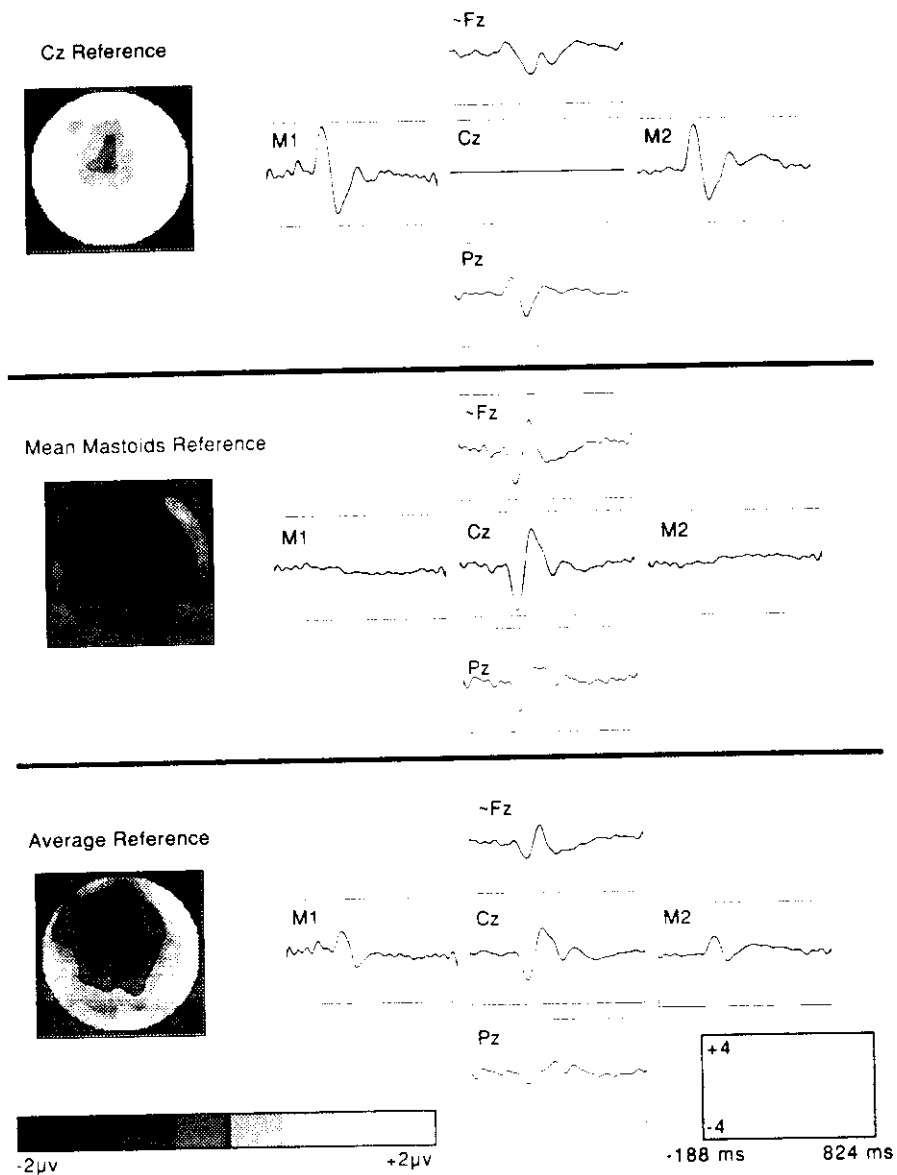 Cz Reference
~Fz
M1
Cz
M2
Pz
Mean Mastoids Reference
~Fz
M1
Cz
M2
Pz
Average Reference
~Fz
M1
Cz
M2
Pz
+4
-4
-188 ms
824 ms
-2μv
+2μv